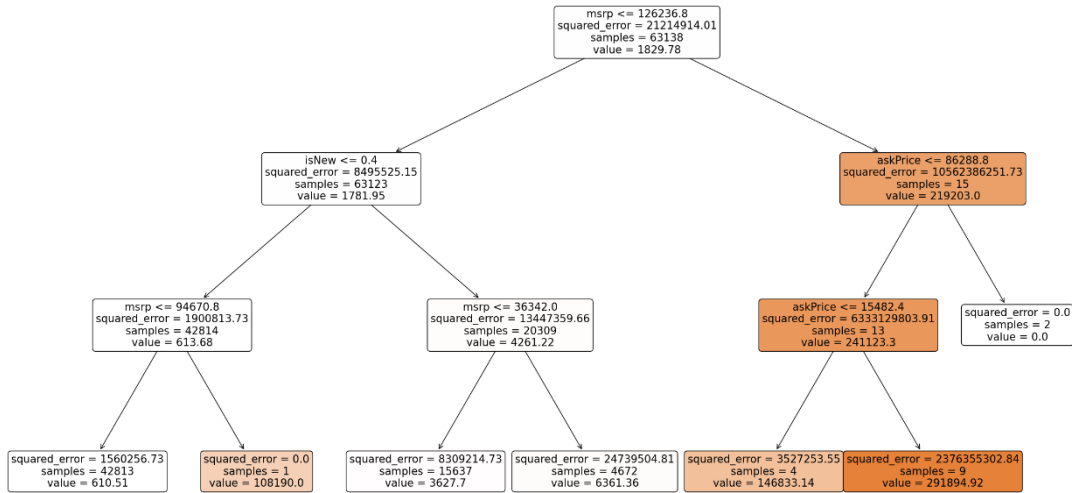 msrp <= 126236.8
squared_error = 21214914.01
samples = 63138
value = 1829.78
isNew <= 0.4
squared_error = 8495525.15
samples = 63123
value = 1781.95
askPrice <= 86288.8
squared_error = 10562386251.73
samples = 15
value = 219203.0
msrp <= 94670.8
squared_error = 1900813.73
samples = 42814
value = 613.68
msrp <= 36342.0
squared_error = 13447359.66
samples = 20309
value = 4261.22
askPrice <= 15482.4
squared_error = 6333129803.91
samples = 13
value = 241123.3
squared_error = 0.0
samples = 2
value = 0.0
squared_error = 1560256.73
samples = 42813
value = 610.51
squared_error = 0.0
samples = 1
value = 108190.0
squared_error = 8309214.73
samples = 15637
value = 3627.7
squared_error = 24739504.81
samples = 4672
value = 6361.36
squared_error = 3527253.55
samples = 4
value = 146833.14
squared_error = 2376355302.84
samples = 9
value = 291894.92